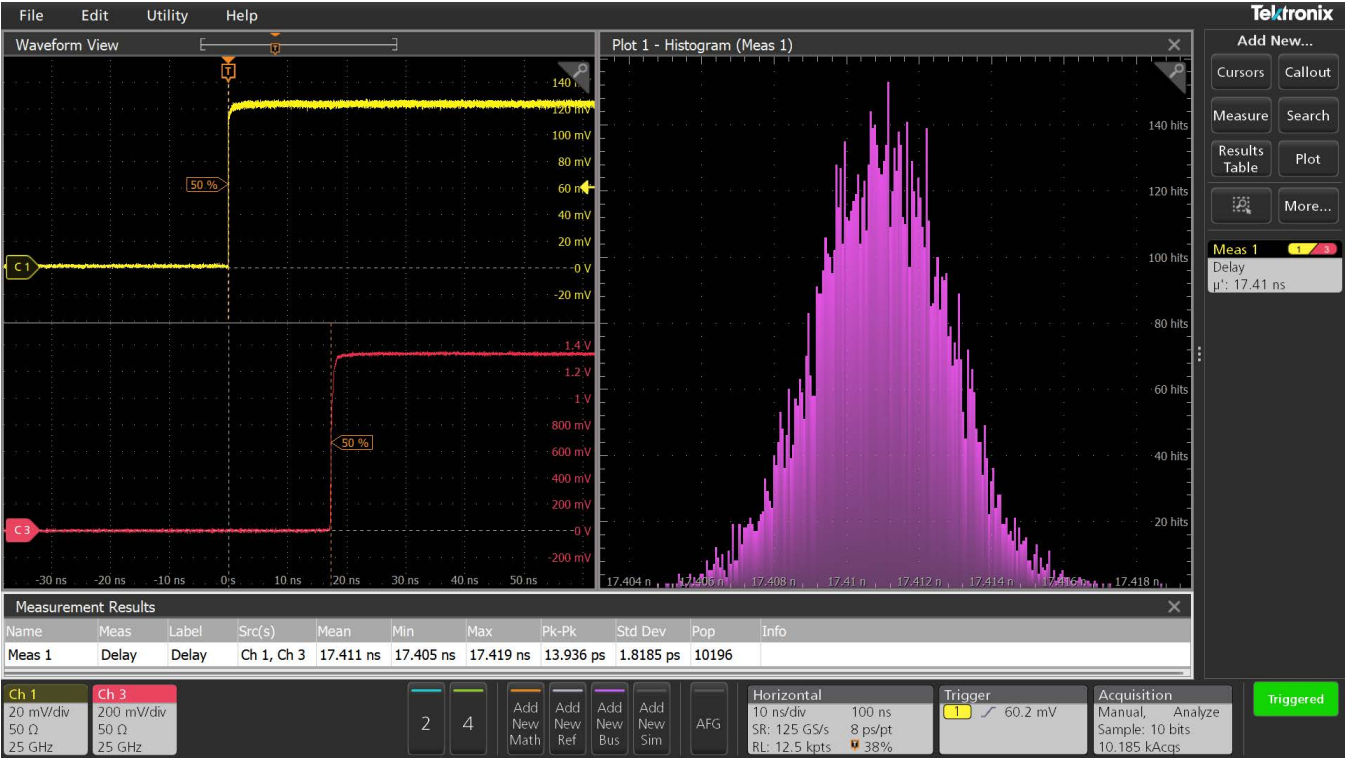 File Edit Utility Help
Tektronix
Waveform View
T
T
140
120 mV
100 mV
80 mV
60 m
40 mV
20 mV
0 V
-20 mV
50 %
C 1
1.4 V
1.2 V
1 V
800 mV
600 mV
400 mV
200 mV
0 V
-200 mV
50 %
C 3
-30 ns -20 ns -10 ns 0 s 10 ns 20 ns 30 ns 40 ns 50 ns
Plot 1 - Histogram (Meas 1)
140 hits
120 hits
100 hits
80 hits
60 hits
40 hits
20 hits
17.404 n 17.406 n 17.408 n 17.41 n 17.412 n 17.414 n 17.416 n 17.418 n
Add New...
Cursors Callout
Measure Search
Results Table Plot
More...
Meas 1 1 3
Delay
µ': 17.41 ns
Measurement Results
Name Meas Label Src(s) Mean Min Max Pk-Pk Std Dev Pop Info
Meas 1 Delay Delay Ch 1, Ch 3 17.411 ns 17.405 ns 17.419 ns 13.936 ps 1.8185 ps 10196
Ch 1
20 mV/div
50 Ω
25 GHz
Ch 3
200 mV/div
50 Ω
25 GHz
2 4
Add New Math
Add New Ref
Add New Bus
Add New Sim
AFG
Horizontal
10 ns/div 100 ns
SR: 125 GS/s 8 ps/pt
RL: 12.5 kpts 38%
Trigger
1 60.2 mV
Acquisition
Manual, Analyze
Sample: 10 bits
10.185 kAcqs
Triggered